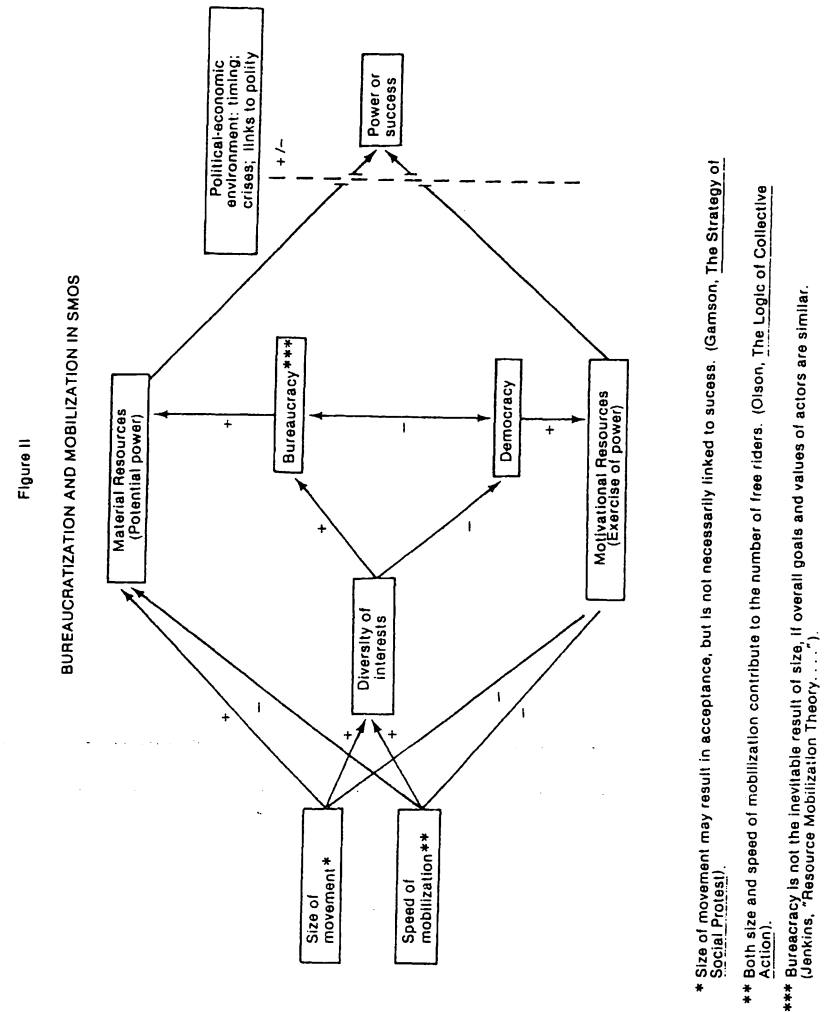 Figure II
BUREAUCRATIZATION AND MOBILIZATION IN SMOS
Political-economic
environment: timing;
crises; links to polity
+/−
Material Resources
(Potential power)
Power or
success
+
Bureaucracy***
+
−
+
−
Size of
movement*
+
Diversity of
interests
−
+
Speed of
mobilization**
−
Democracy
+
−
−
Motivational Resources
(Exercise of power)
* Size of movement may result in acceptance, but is not necessarily linked to sucess. (Gamson, The Strategy of
Social Protest).
** Both size and speed of mobilization contribute to the number of free riders. (Olson, The Logic of Collective
Action).
*** Bureacracy is not the inevitable result of size, if overall goals and values of actors are similar.
(Jenkins, "Resource Mobilization Theory. . . .").